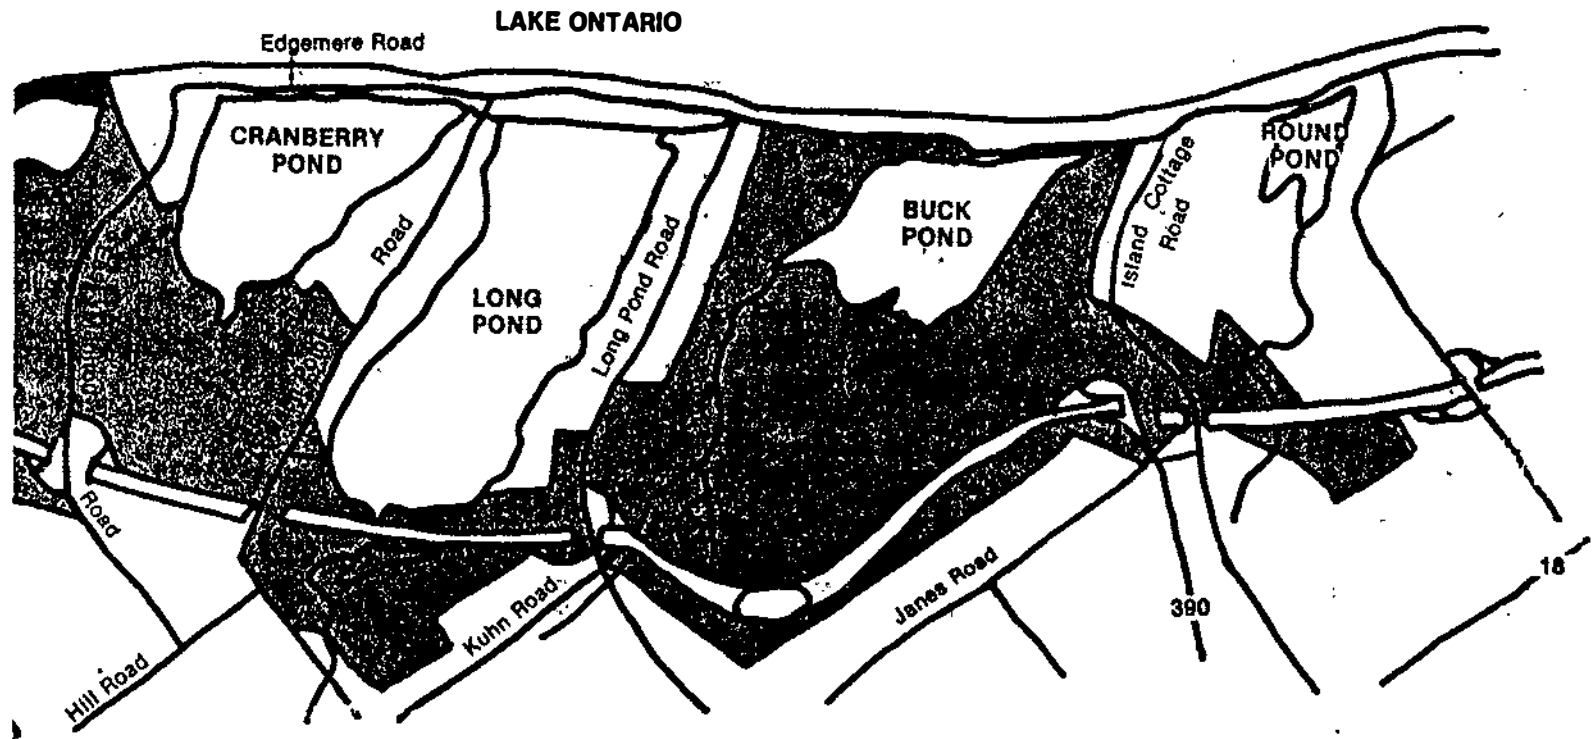 LAKE ONTARIO
Edgemere Road
CRANBERRY
POND
ROUND
POND
Island Cottage
Road
BUCK
POND
Road
Long Pond Road
LONG
POND
Road
Kuhn Road
Janes Road
390
18
Hill Road